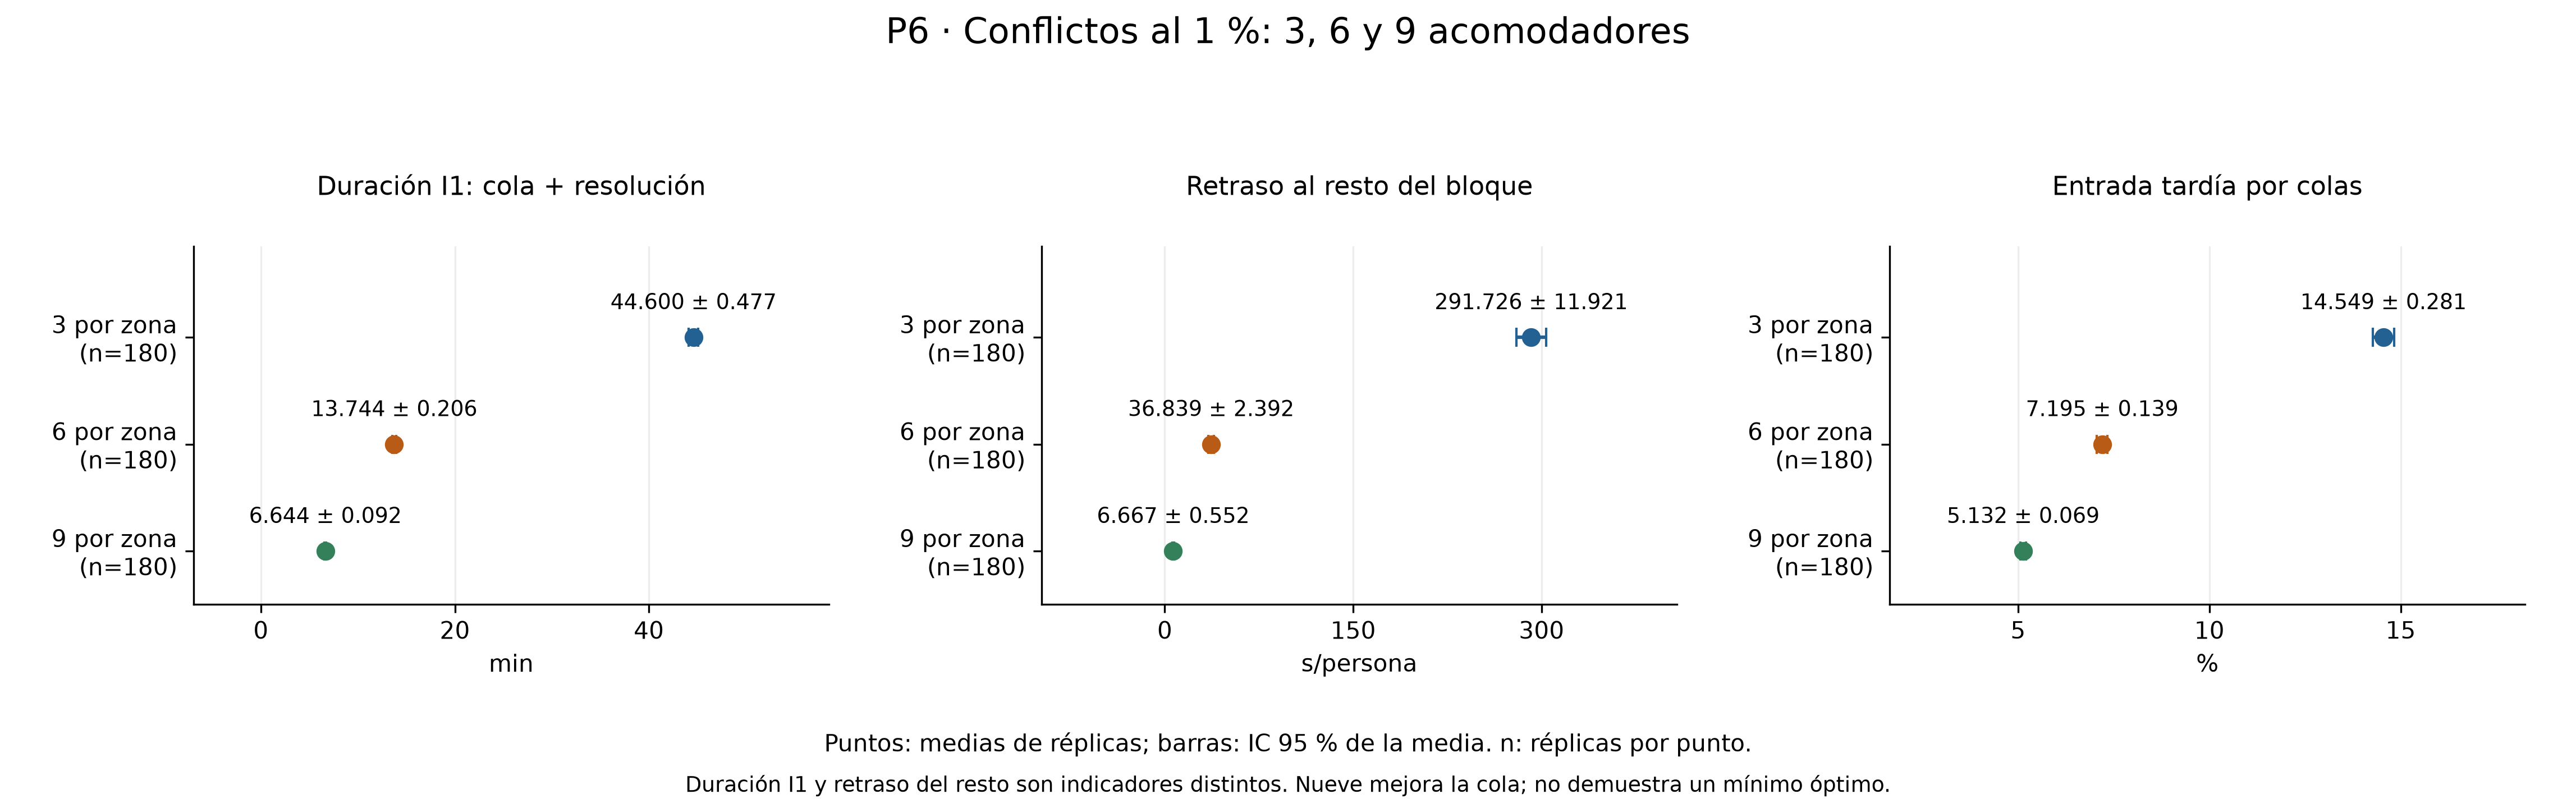 P6 · Conflictos al 1 %: 3, 6 y 9 acomodadores
Duración I1: cola + resolución
3 por zona
(n=180)
6 por zona
(n=180)
9 por zona
(n=180)
44.600 ± 0.477
13.744 ± 0.206
6.644 ± 0.092
0 20 40
min
Retraso al resto del bloque
3 por zona
(n=180)
6 por zona
(n=180)
9 por zona
(n=180)
291.726 ± 11.921
36.839 ± 2.392
6.667 ± 0.552
0 150 300
s/persona
Entrada tardía por colas
3 por zona
(n=180)
6 por zona
(n=180)
9 por zona
(n=180)
14.549 ± 0.281
7.195 ± 0.139
5.132 ± 0.069
5 10 15
%
Puntos: medias de réplicas; barras: IC 95 % de la media. n: réplicas por punto.
Duración I1 y retraso del resto son indicadores distintos. Nueve mejora la cola; no demuestra un mínimo óptimo.